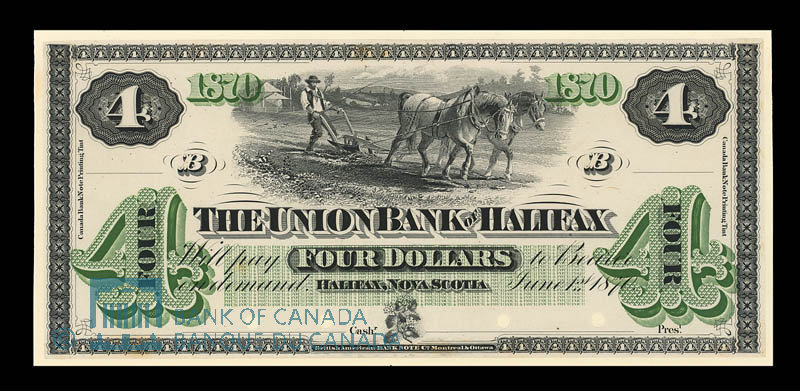 4 1870 1870 4
B B
Canada Bank Note Printing Tint
Canada Bank Note Printing Tint
THE UNION BANK OF HALIFAX
4 FOUR
4 FOUR
Will pay FOUR DOLLARS to Bearer
on demand HALIFAX, NOVA SCOTIA June 1st
Cash! Pres!
British American BANK NOTE Co. Montreal & Ottawa
BANK OF CANADA
BANQUE DU CANADA